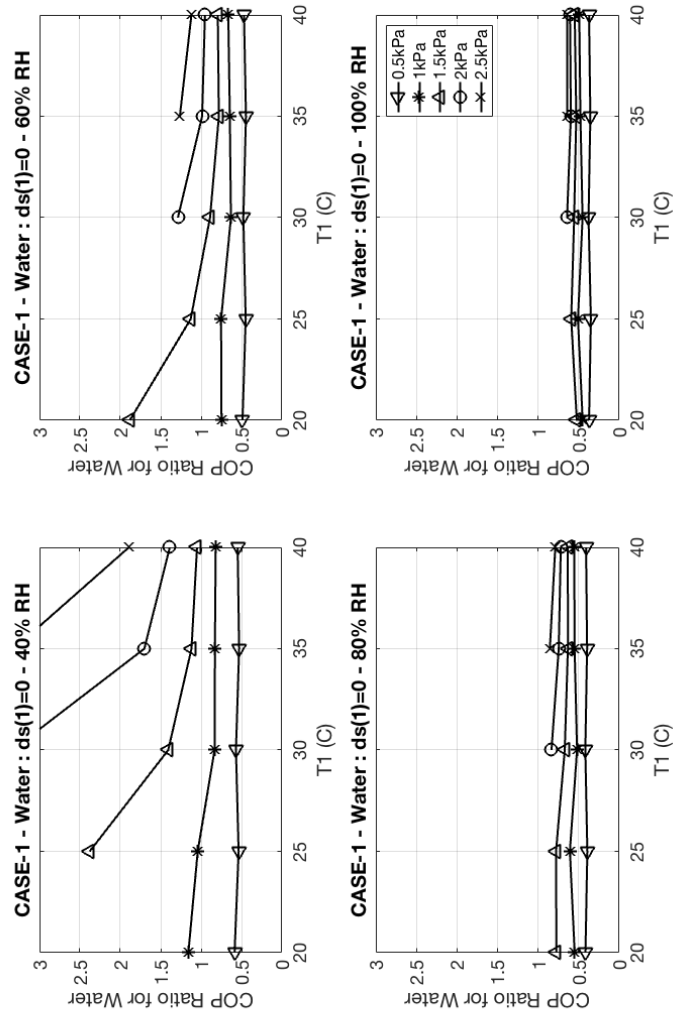 CASE-1 - Water : ds(1)=0 - 40% RH
3
2.5
2
1.5
1
0.5
0
COP Ratio for Water
20
25
30
35
40
T1 (C)
CASE-1 - Water : ds(1)=0 - 60% RH
3
2.5
2
1.5
1
0.5
0
COP Ratio for Water
20
25
30
35
40
T1 (C)
CASE-1 - Water : ds(1)=0 - 80% RH
3
2.5
2
1.5
1
0.5
0
COP Ratio for Water
20
25
30
35
40
T1 (C)
CASE-1 - Water : ds(1)=0 - 100% RH
3
2.5
2
1.5
1
0.5
0
COP Ratio for Water
20
25
30
35
40
T1 (C)
0.5kPa
1kPa
1.5kPa
2kPa
2.5kPa